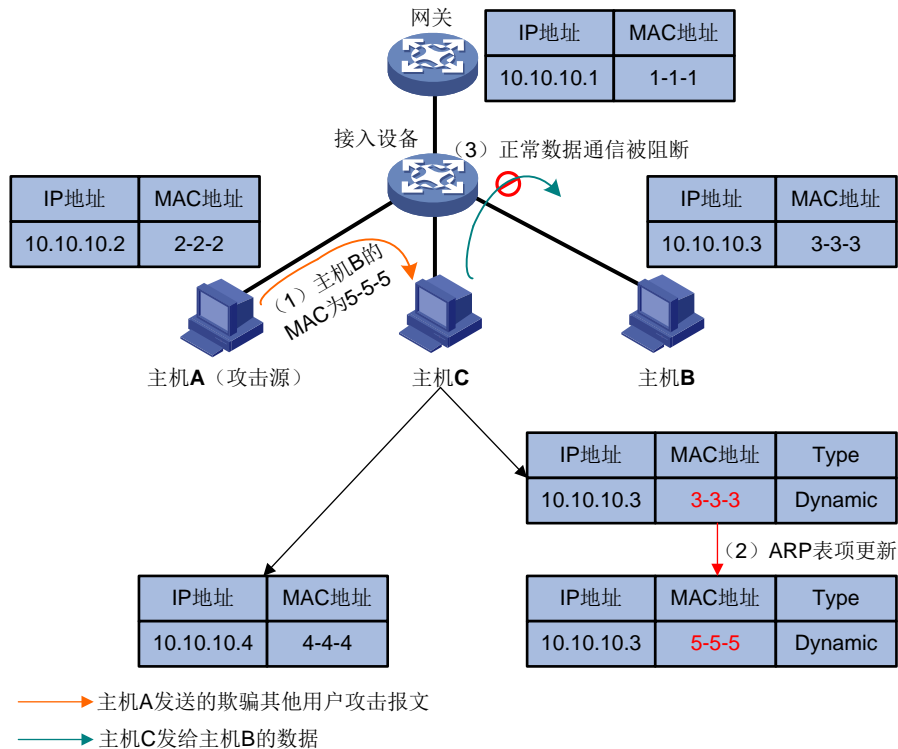 网关
IP地址 MAC地址
10.10.10.1 1-1-1
接入设备
（3）正常数据通信被阻断
IP地址 MAC地址
10.10.10.2 2-2-2
IP地址 MAC地址
10.10.10.3 3-3-3
（1）主机B的
MAC为5-5-5
主机A（攻击源）
主机C
主机B
IP地址 MAC地址 Type
10.10.10.3 3-3-3 Dynamic
（2）ARP表项更新
IP地址 MAC地址
10.10.10.4 4-4-4
IP地址 MAC地址 Type
10.10.10.3 5-5-5 Dynamic
主机A发送的欺骗其他用户攻击报文
主机C发给主机B的数据